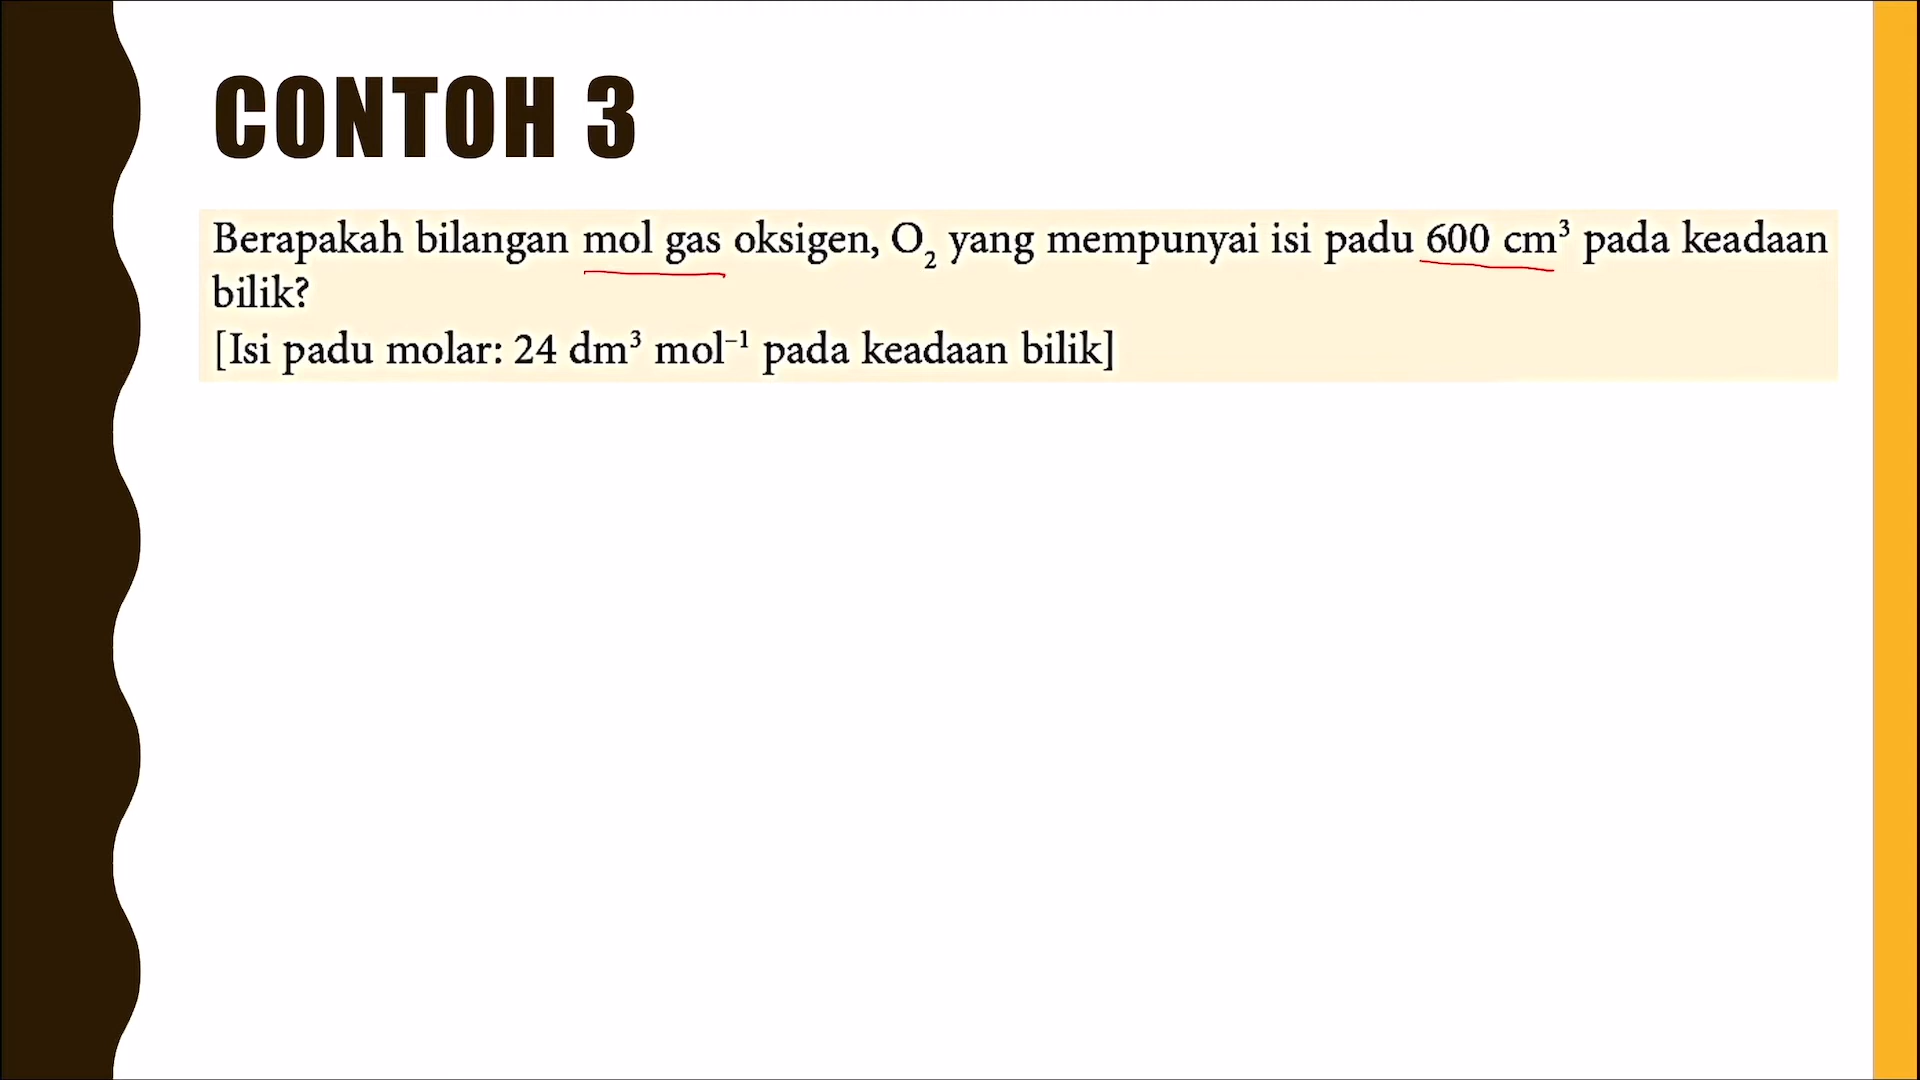 CONTOH 3
Berapakah bilangan mol gas oksigen, O₂ yang mempunyai isi padu 600 cm³ pada keadaan
bilik?
[Isi padu molar: 24 dm³ mol⁻¹ pada keadaan bilik]